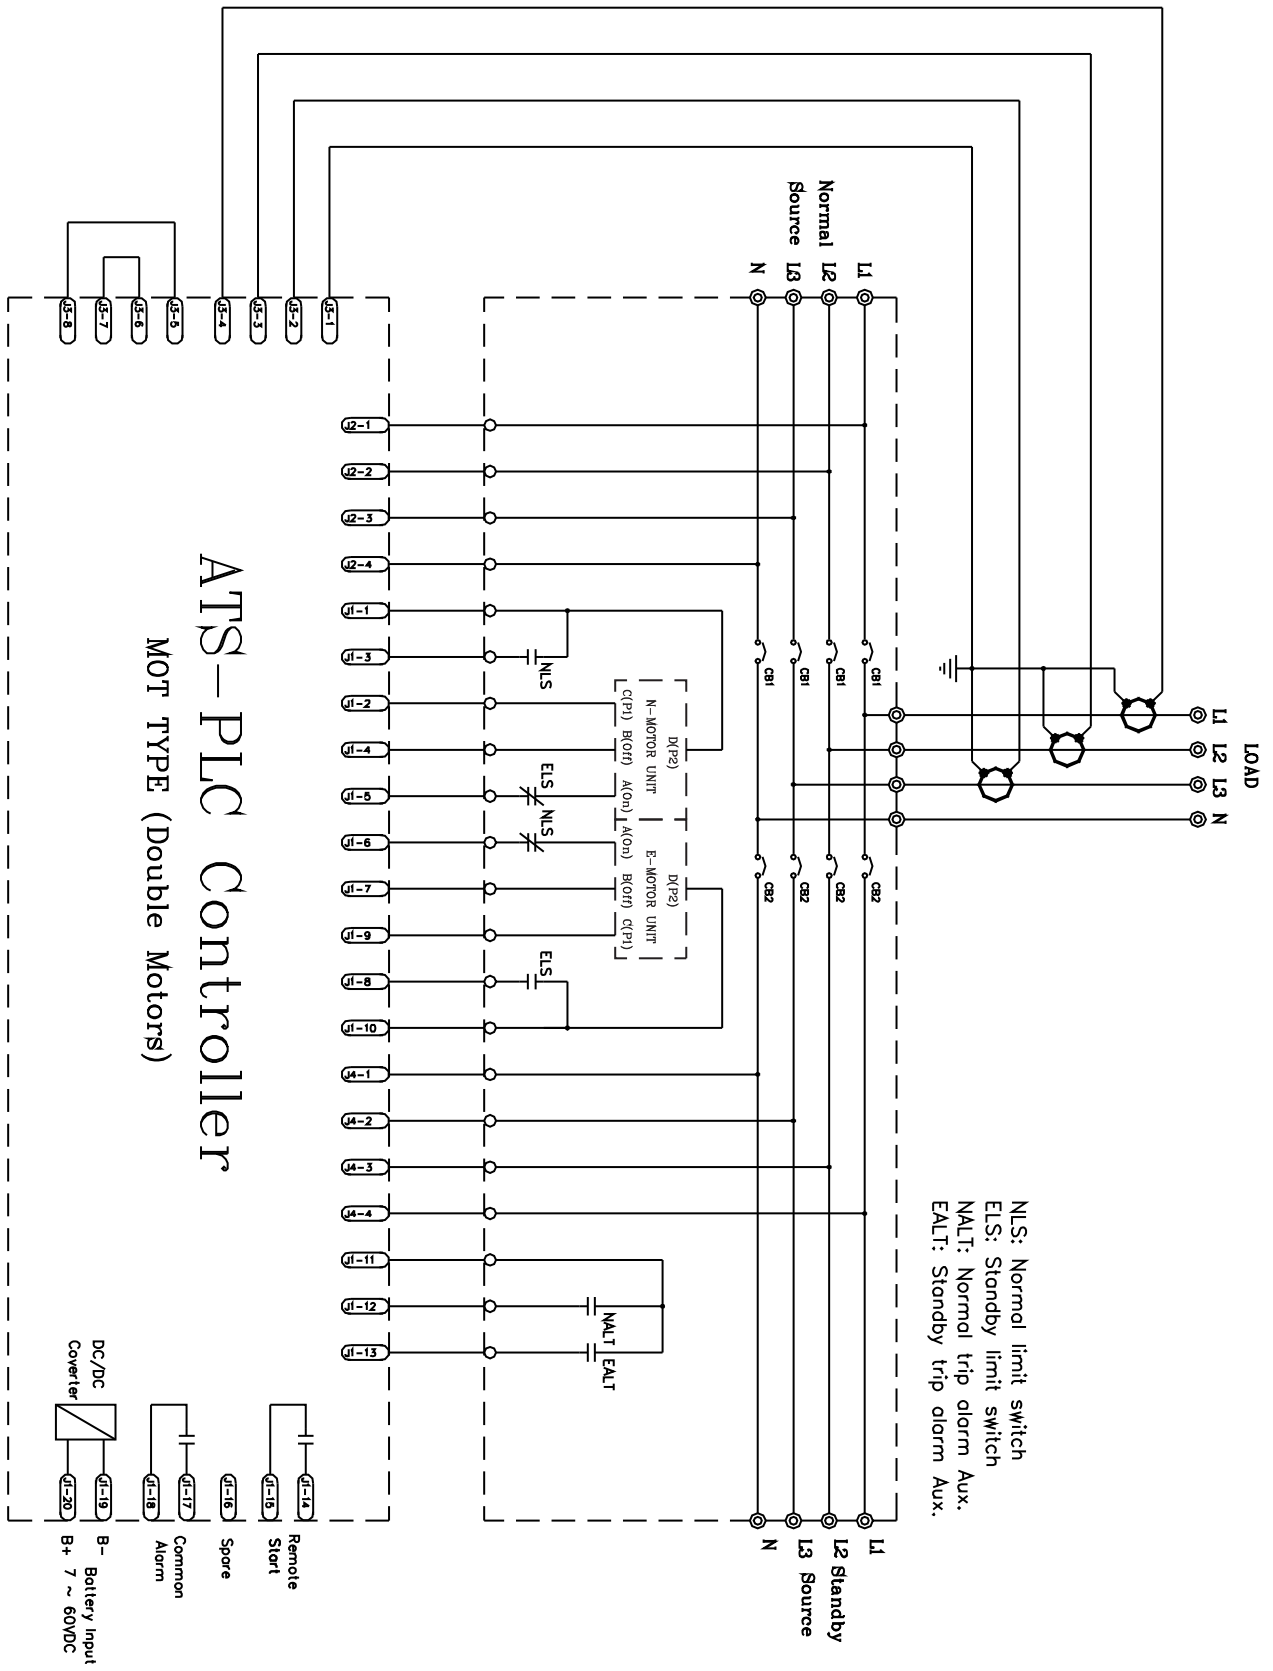 LOAD
L1
L2
L3
N
NLS: Normal limit switch
ELS: Standby limit switch
NALT: Normal trip alarm Aux.
EALT: Standby trip alarm Aux.
Normal
Source
L1
L2
L3
N
CB1
CB1
CB1
CB1
CB2
CB2
CB2
CB2
L1
L2 Standby
L3 Source
N
D(P2)
N-MOTOR UNIT
C(P1) B(Off) A(On)
D(P2)
E-MOTOR UNIT
A(On) B(Off) C(P1)
NLS
ELS
NLS
ELS
NALT
EALT
J3-1
J3-2
J3-3
J3-4
J3-5
J3-6
J3-7
J3-8
J2-1
J2-2
J2-3
J2-4
J1-1
J1-3
J1-2
J1-4
J1-5
J1-6
J1-7
J1-9
J1-8
J1-10
J4-1
J4-2
J4-3
J4-4
J1-11
J1-12
J1-13
ATS-PLC Controller
MOT TYPE (Double Motors)
J1-14
J1-15
Remote
Start
J1-16
Spare
J1-17
J1-18
Common
Alarm
DC/DC
Coverter
J1-19
J1-20
B- Battery Input
B+ 7 ~ 60VDC